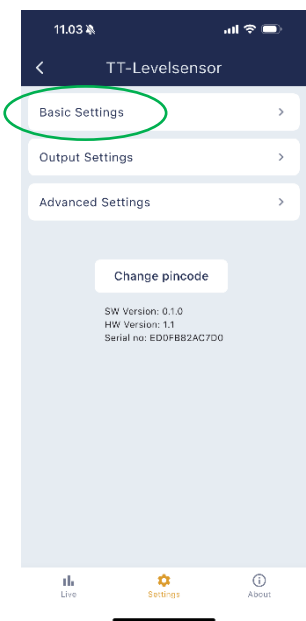 11.03
TT-Levelsensor
Basic Settings
Output Settings
Advanced Settings
Change pincode
SW Version: 0.1.0
HW Version: 1.1
Serial no: ED0FB82AC7D0
Live
Settings
About